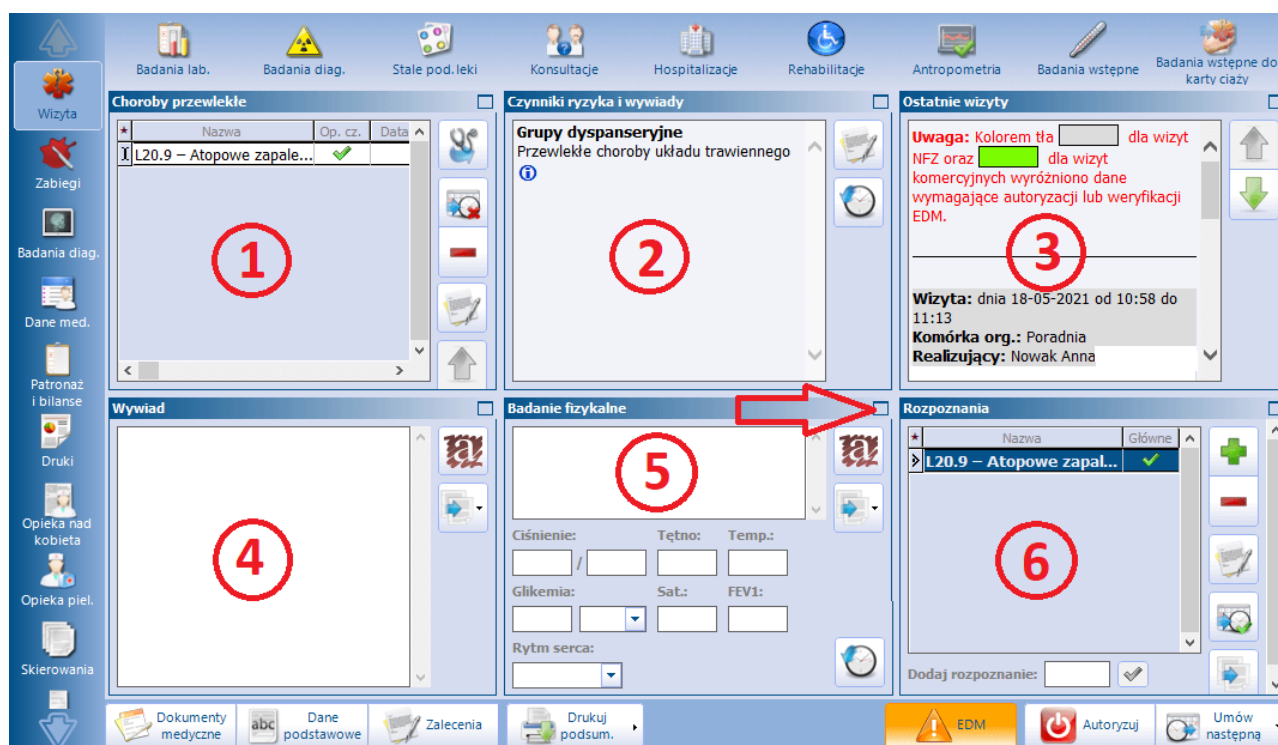 Badania lab.
Badania diag.
Stale pod. leki
Konsultacje
Hospitalizacje
Rehabilitacje
Antropometria
Badania wstępne
Badania wstępne do
karty ciaży
Wizyta
Zabiegi
Badania diag.
Dane med.
Patronaż
i bilanse
Druki
Opieka nad
kobieta
Opieka piel.
Skierowania
Choroby przewlekłe
* Nazwa Op. cz. Data
L20.9 – Atopowe zapale...
1
Czynniki ryzyka i wywiady
Grupy dyspanseryjne
Przewlekłe choroby układu trawiennego
2
Ostatnie wizyty
Uwaga: Kolorem tła dla wizyt
NFZ oraz dla wizyt
komercyjnych wyróżniono dane
wymagające autoryzacji lub weryfikacji
EDM.
3
Wizyta: dnia 18-05-2021 od 10:58 do
11:13
Komórka org.: Poradnia
Realizujący: Nowak Anna
Wywiad
4
Badanie fizykalne
5
Ciśnienie: Tętno: Temp.:
/
Glikemia: Sat.: FEV1:
Rytm serca:
Rozpoznania
* Nazwa Główne
L20.9 – Atopowe zapal...
6
Dodaj rozpoznanie:
Dokumenty
medyczne
abc
Dane
podstawowe
Zalecenia
Drukuj
podsum.
EDM
Autoryzuj
Umów
następną